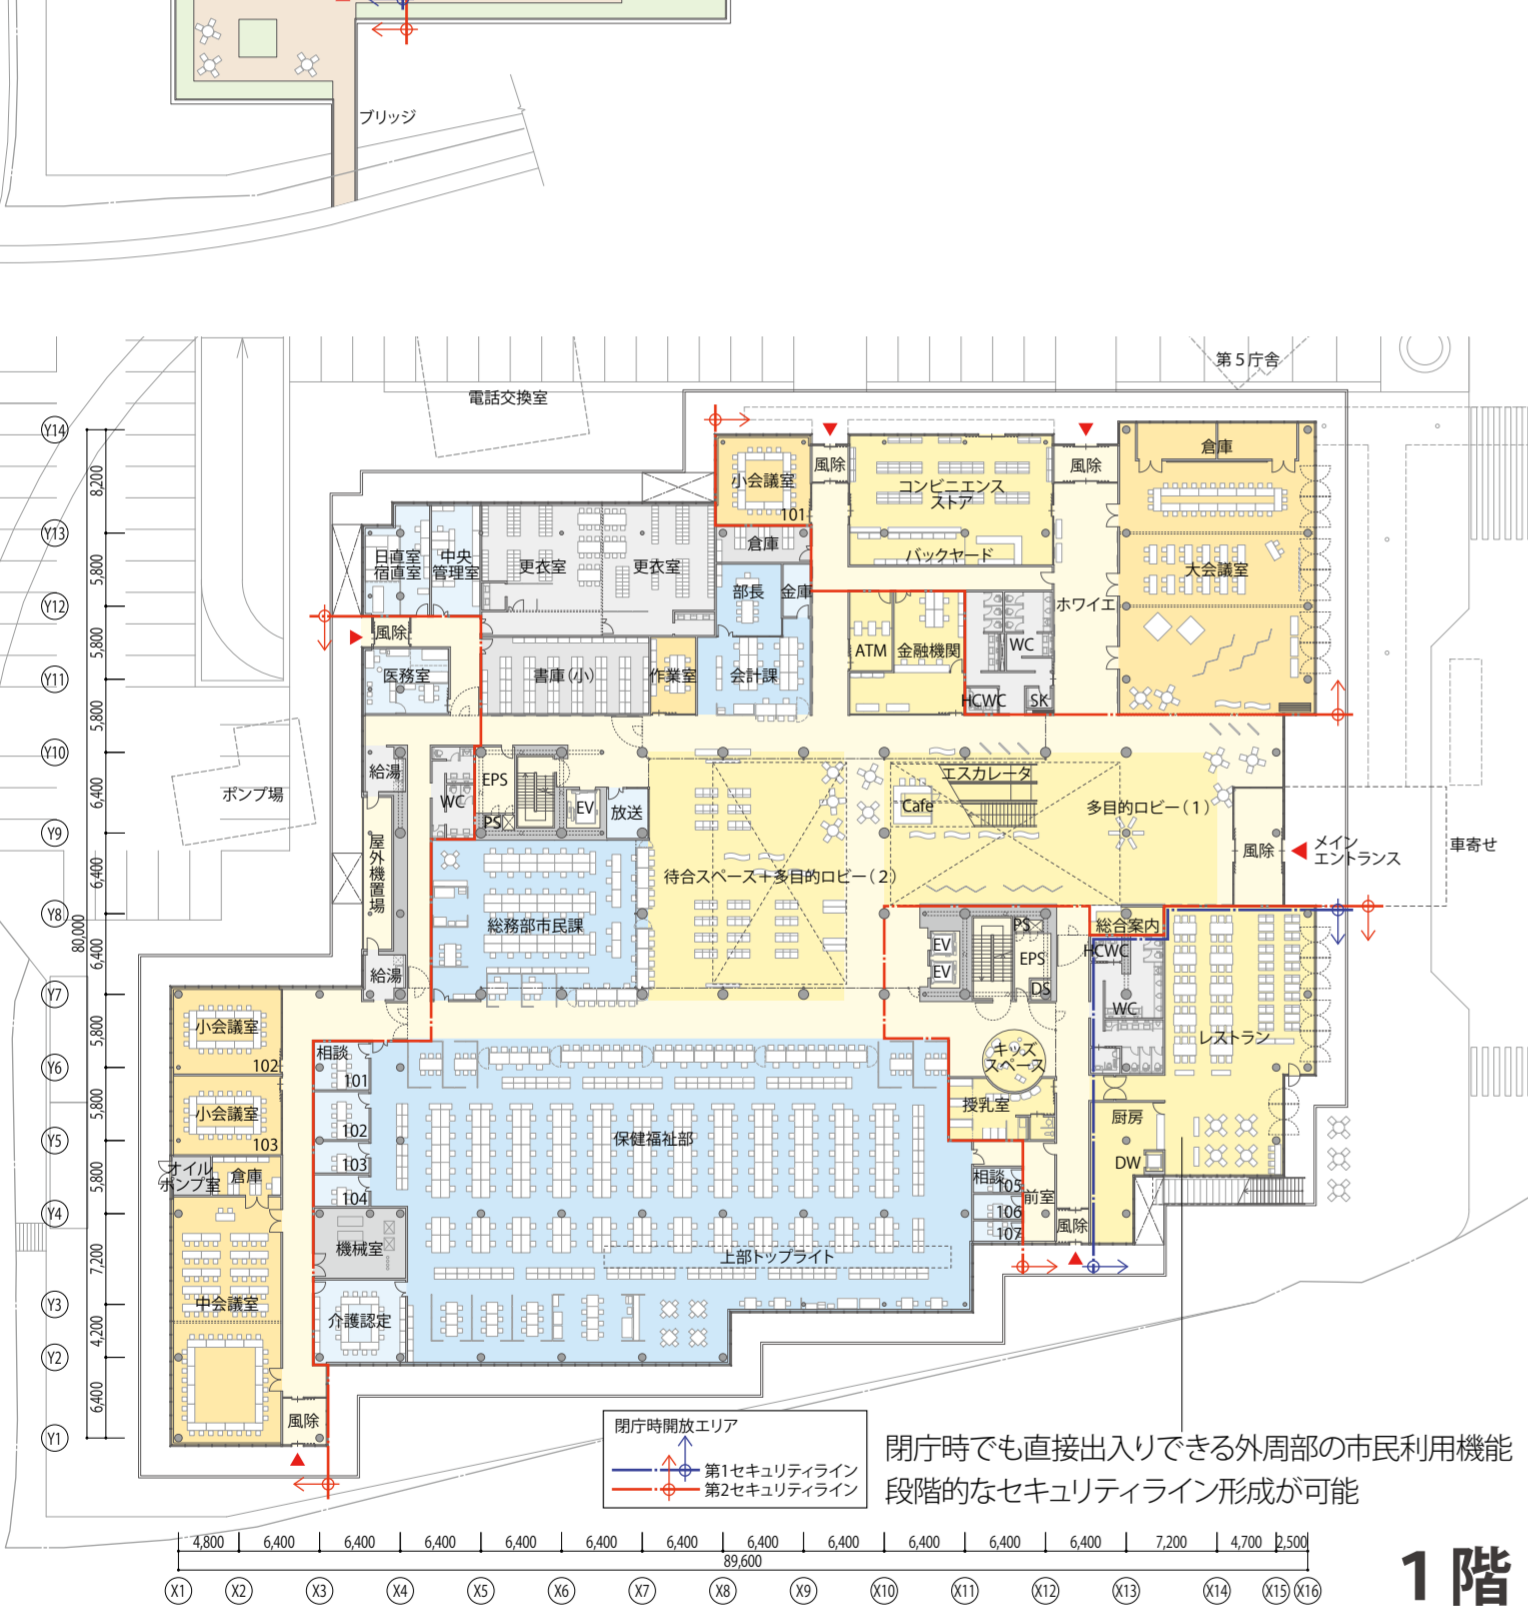 ブリッジ
第5庁舎
電話交換室
Y14
倉庫
風除
風除
小会議室
101
コンビニエンス
ストア
8,200
Y13
日直室
宿直室
中央
管理室
更衣室
更衣室
倉庫
バックヤード
大会議室
5,800
部長
金庫
Y12
ホワイエ
風除
5,800
ATM
金融機関
WC
医務室
書庫(小)
作業室
会計課
Y11
HCWC
SK
5,800
Y10
給湯
EPS
エスカレータ
ポンプ場
6,400
WC
EV
放送
Cafe
多目的ロビー(1)
PS
Y9
屋外機置場
風除
メイン
エントランス
車寄せ
6,400
待合スペース+多目的ロビー(2)
Y8
80,000
総務部市民課
PS
総合案内
EV
HCWC
6,400
EPS
給湯
EV
DS
Y7
WC
小会議室
102
キッズ
スペース
レストラン
5,800
相談
101
Y6
小会議室
103
102
授乳室
厨房
5,800
保健福祉部
Y5
オイル
ポンプ室
倉庫
103
DW
5,800
104
相談
105
前室
106
Y4
107
風除
機械室
上部トップライト
7,200
中会議室
Y3
介護認定
4,200
Y2
6,400
風除
Y1
閉庁時開放エリア
第1セキュリティライン
第2セキュリティライン
閉庁時でも直接出入りできる外周部の市民利用機能
段階的なセキュリティライン形成が可能
4,800 6,400 6,400 6,400 6,400 6,400 6,400 6,400 6,400 6,400 6,400 6,400 7,200 4,700 2,500
89,600
X1 X2 X3 X4 X5 X6 X7 X8 X9 X10 X11 X12 X13 X14 X15 X16
1階